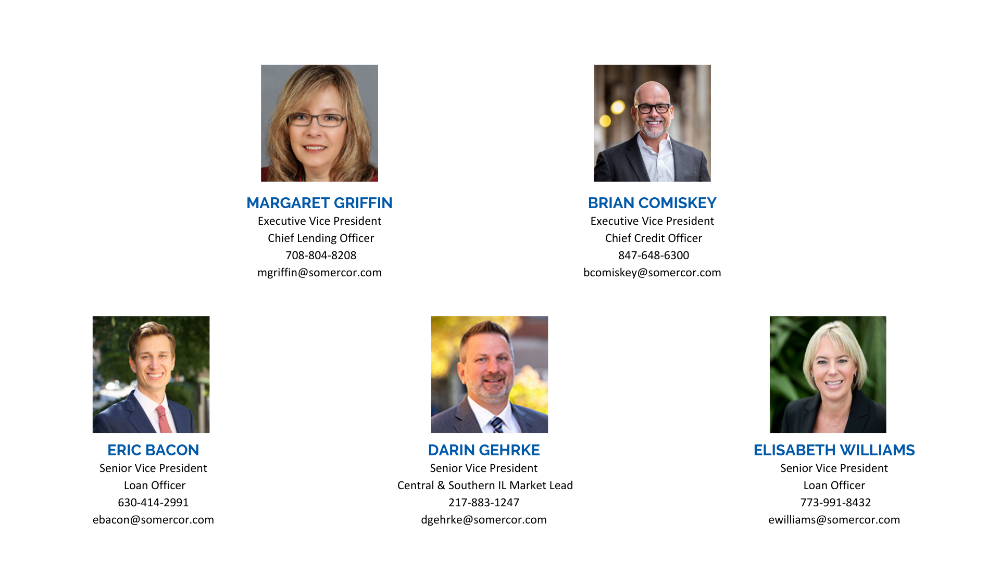 MARGARET GRIFFIN
Executive Vice President
Chief Lending Officer
708-804-8208
mgriffin@somercor.com
BRIAN COMISKEY
Executive Vice President
Chief Credit Officer
847-648-6300
bcomiskey@somercor.com
ERIC BACON
Senior Vice President
Loan Officer
630-414-2991
ebacon@somercor.com
DARIN GEHRKE
Senior Vice President
Central & Southern IL Market Lead
217-883-1247
dgehrke@somercor.com
ELISABETH WILLIAMS
Senior Vice President
Loan Officer
773-991-8432
ewilliams@somercor.com